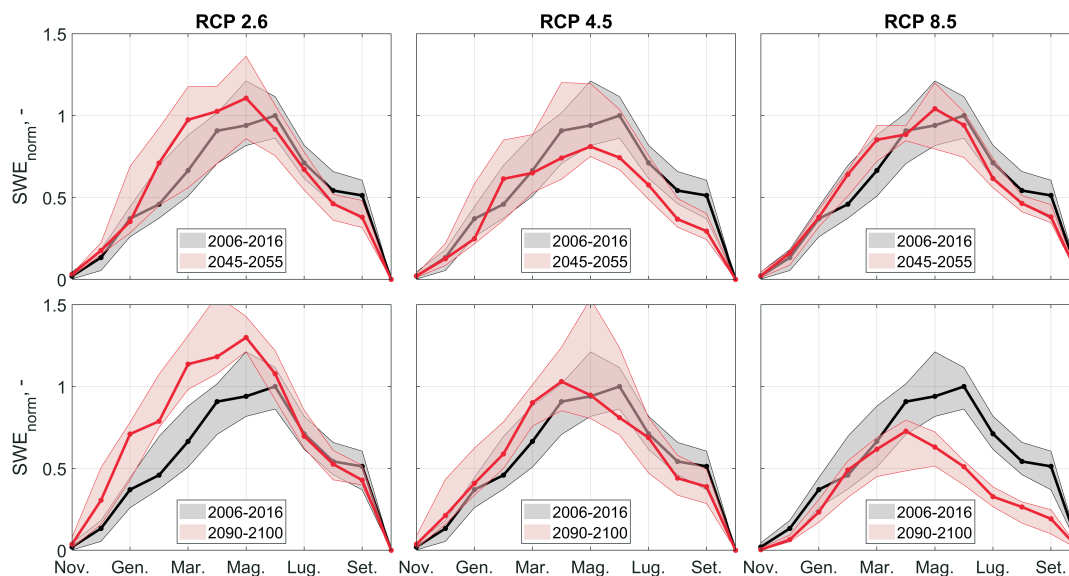 RCP 2.6
RCP 4.5
RCP 8.5
1.5
1
0.5
0
SWEnorm, -
2006-2016
2045-2055
2006-2016
2045-2055
2006-2016
2045-2055
1.5
1
0.5
0
SWEnorm, -
2006-2016
2090-2100
2006-2016
2090-2100
2006-2016
2090-2100
Nov. Gen. Mar. Mag. Lug. Set.
Nov. Gen. Mar. Mag. Lug. Set.
Nov. Gen. Mar. Mag. Lug. Set.